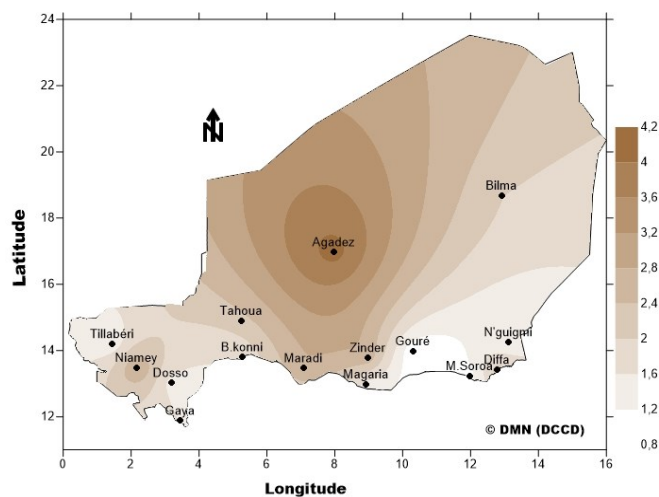 24
22
20
18
16
14
12
Latitude
N
Bilma
Agadez
Tahoua
Tillabéri
N'guigmi
Gouré
Zinder
B.konni
Niamey
Maradi
Diffa
M.Soroa
Dosso
Magaria
Gaya
© DMN (DCCD)
0 2 4 6 8 10 12 14 16
Longitude
4,2
4
3,6
3,2
2,8
2,4
2
1,6
1,2
0,8